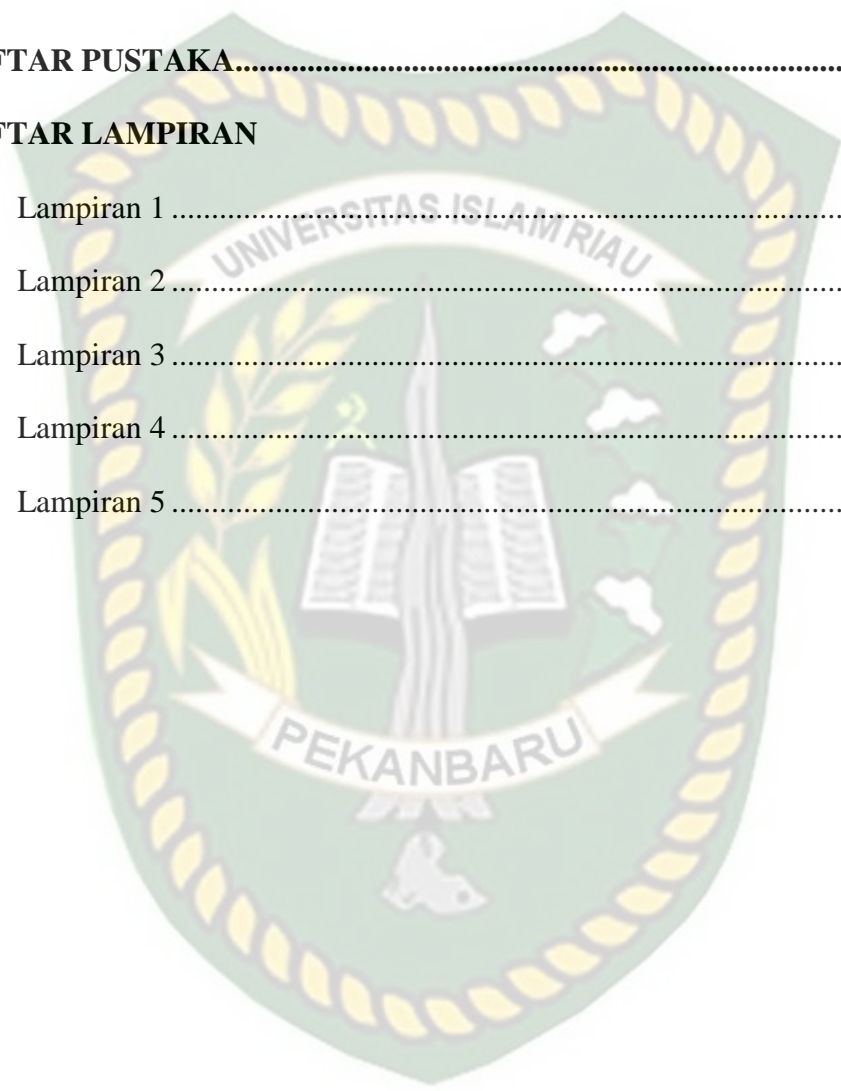 FTAR PUSTAKA................................................................................
FTAR LAMPIRAN
Lampiran 1 ....................................................................................
UNIVERSITAS ISLAM RIAU
Lampiran 2 ....................................................................................
Lampiran 3 ....................................................................................
Lampiran 4 ....................................................................................
Lampiran 5 ....................................................................................
PEKANBARU